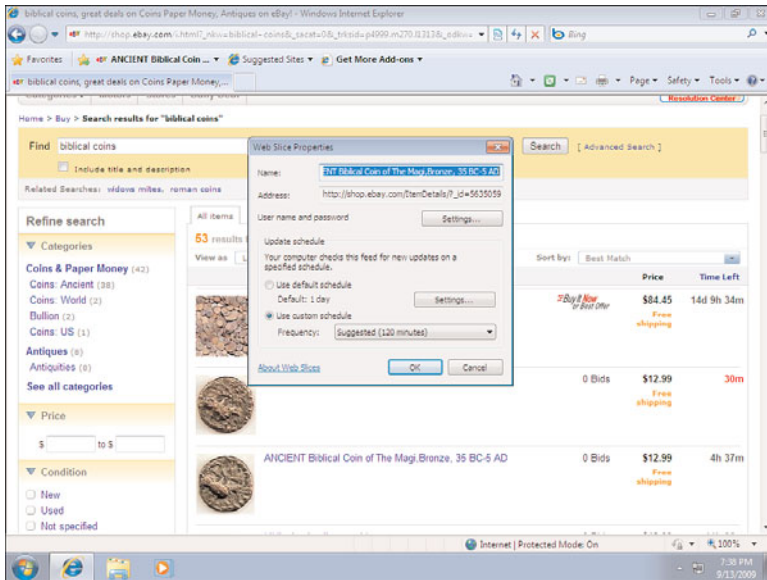 biblical coins, great deals on Coins Paper Money, Antiques on eBay! - Windows Internet Explorer
Bing
Favorites
ANCIENT Biblical Coin ...
Suggested Sites
Get More Add-ons
biblical coins, great deals on Coins Paper Money,...
Page
Safety
Tools
Resolution Center
Home > Buy > Search results for "biblical coins"
Find
biblical coins
Search
[ Advanced Search ]
Include title and description
Related Searches: widows mites, roman coins
Web Slice Properties
Name:
ENT Biblical Coin of The Magi,Bronze, 35 BC-5 AD
Address:
http://shop.ebay.com/ItemDetails/?_id=5635059
User name and password
Settings...
Update schedule
Your computer checks this feed for new updates on a
specified schedule.
Use default schedule
Default: 1 day
Settings...
Use custom schedule
Frequency:
Suggested (120 minutes)
About Web Slices
OK
Cancel
Refine search
Categories
Coins & Paper Money (42)
Coins: Ancient (38)
Coins: World (2)
Bullion (2)
Coins: US (1)
Antiques (8)
Antiquities (8)
See all categories
Price
$
to $
Condition
New
Used
Not specified
All items
53 results
View as
Sort by:
Best Match
Price
Time Left
Buy It Now
or Best Offer
$84.45
14d 9h 34m
Free
shipping
0 Bids
$12.99
30m
Free
shipping
ANCIENT Biblical Coin of The Magi,Bronze, 35 BC-5 AD
0 Bids
$12.99
4h 37m
Free
shipping
Internet | Protected Mode: On
100%
7:38 PM
9/13/2009